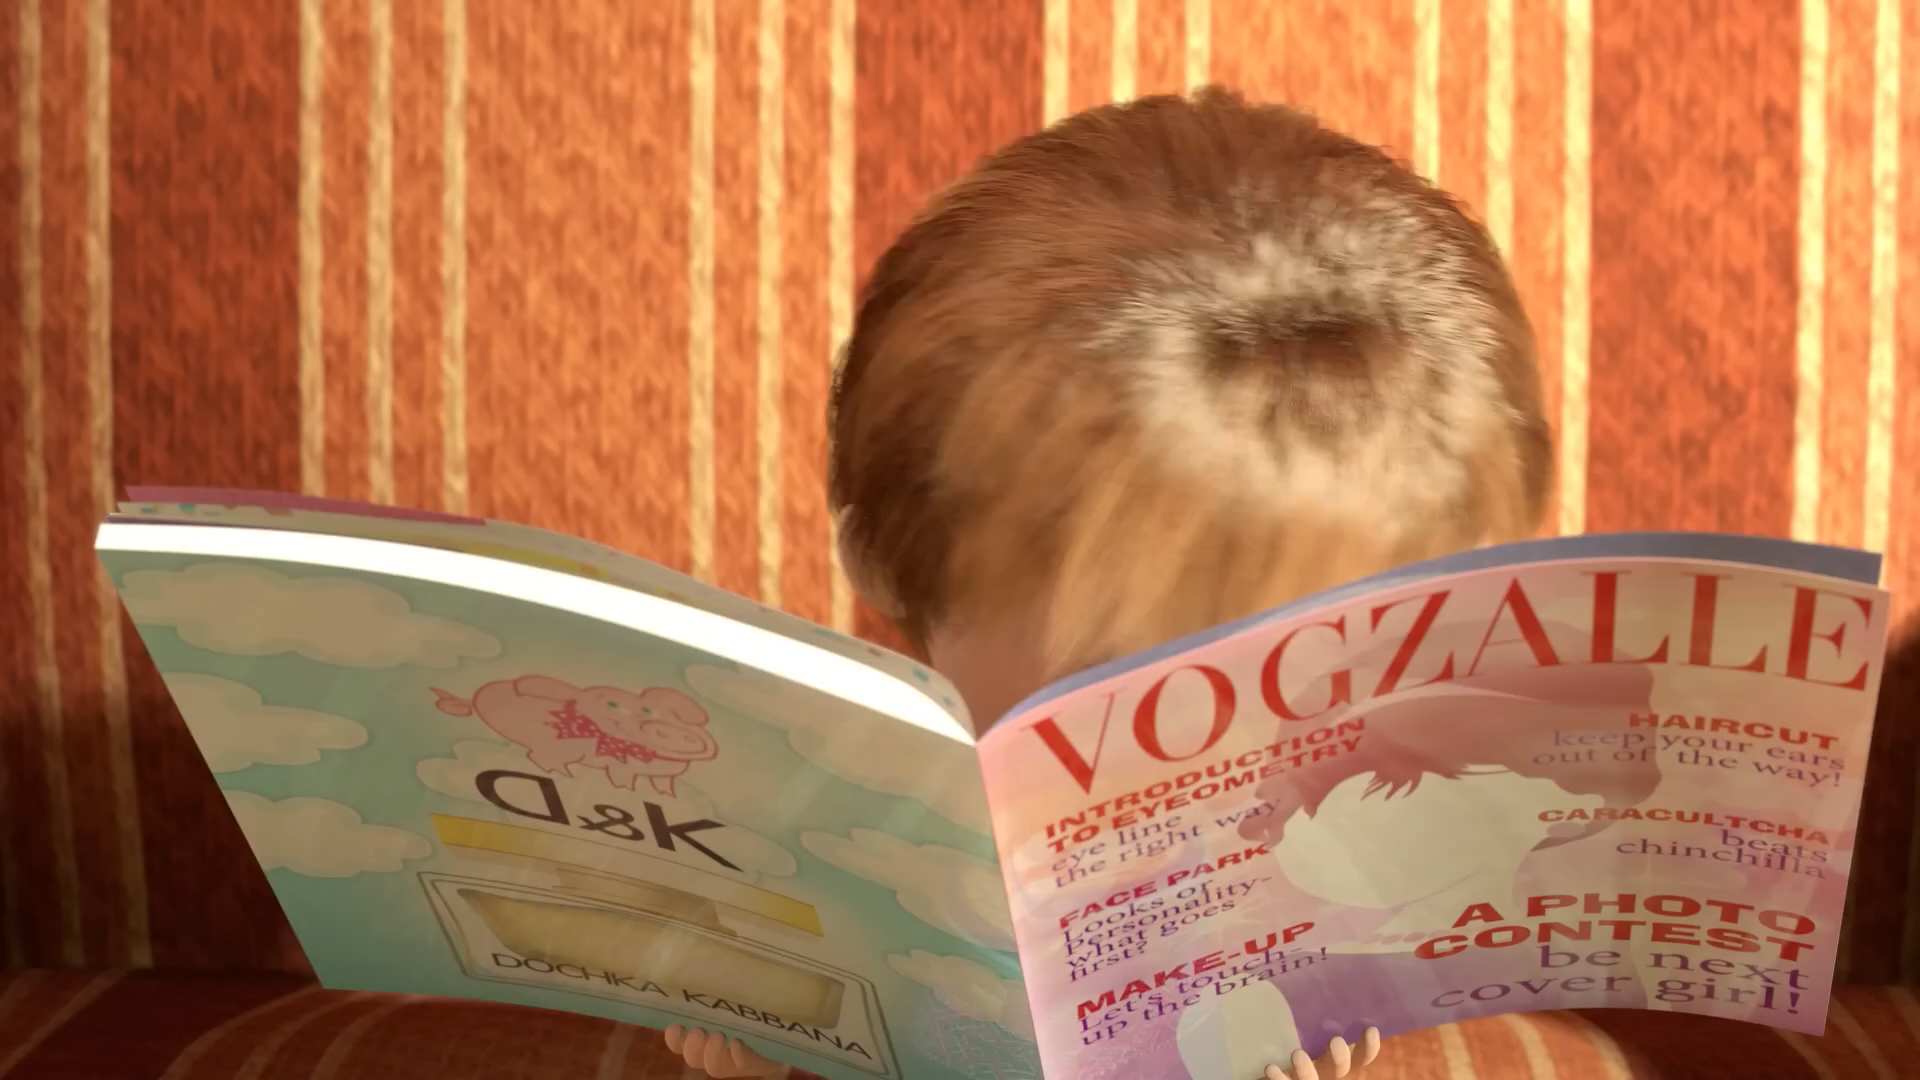 D&K
DOCHKA KABBANA
VOGZALLE
INTRODUCTION
TO EYEOMETRY
eye line
the right way
FACE PARK
Looks or
personality-
what goes
first?
MAKE-UP
Let's touch-
up the brain!
HAIRCUT
keep your ears
out of the way!
CARACULTCHA
beats
chinchilla
A PHOTO
CONTEST
be next
cover girl!